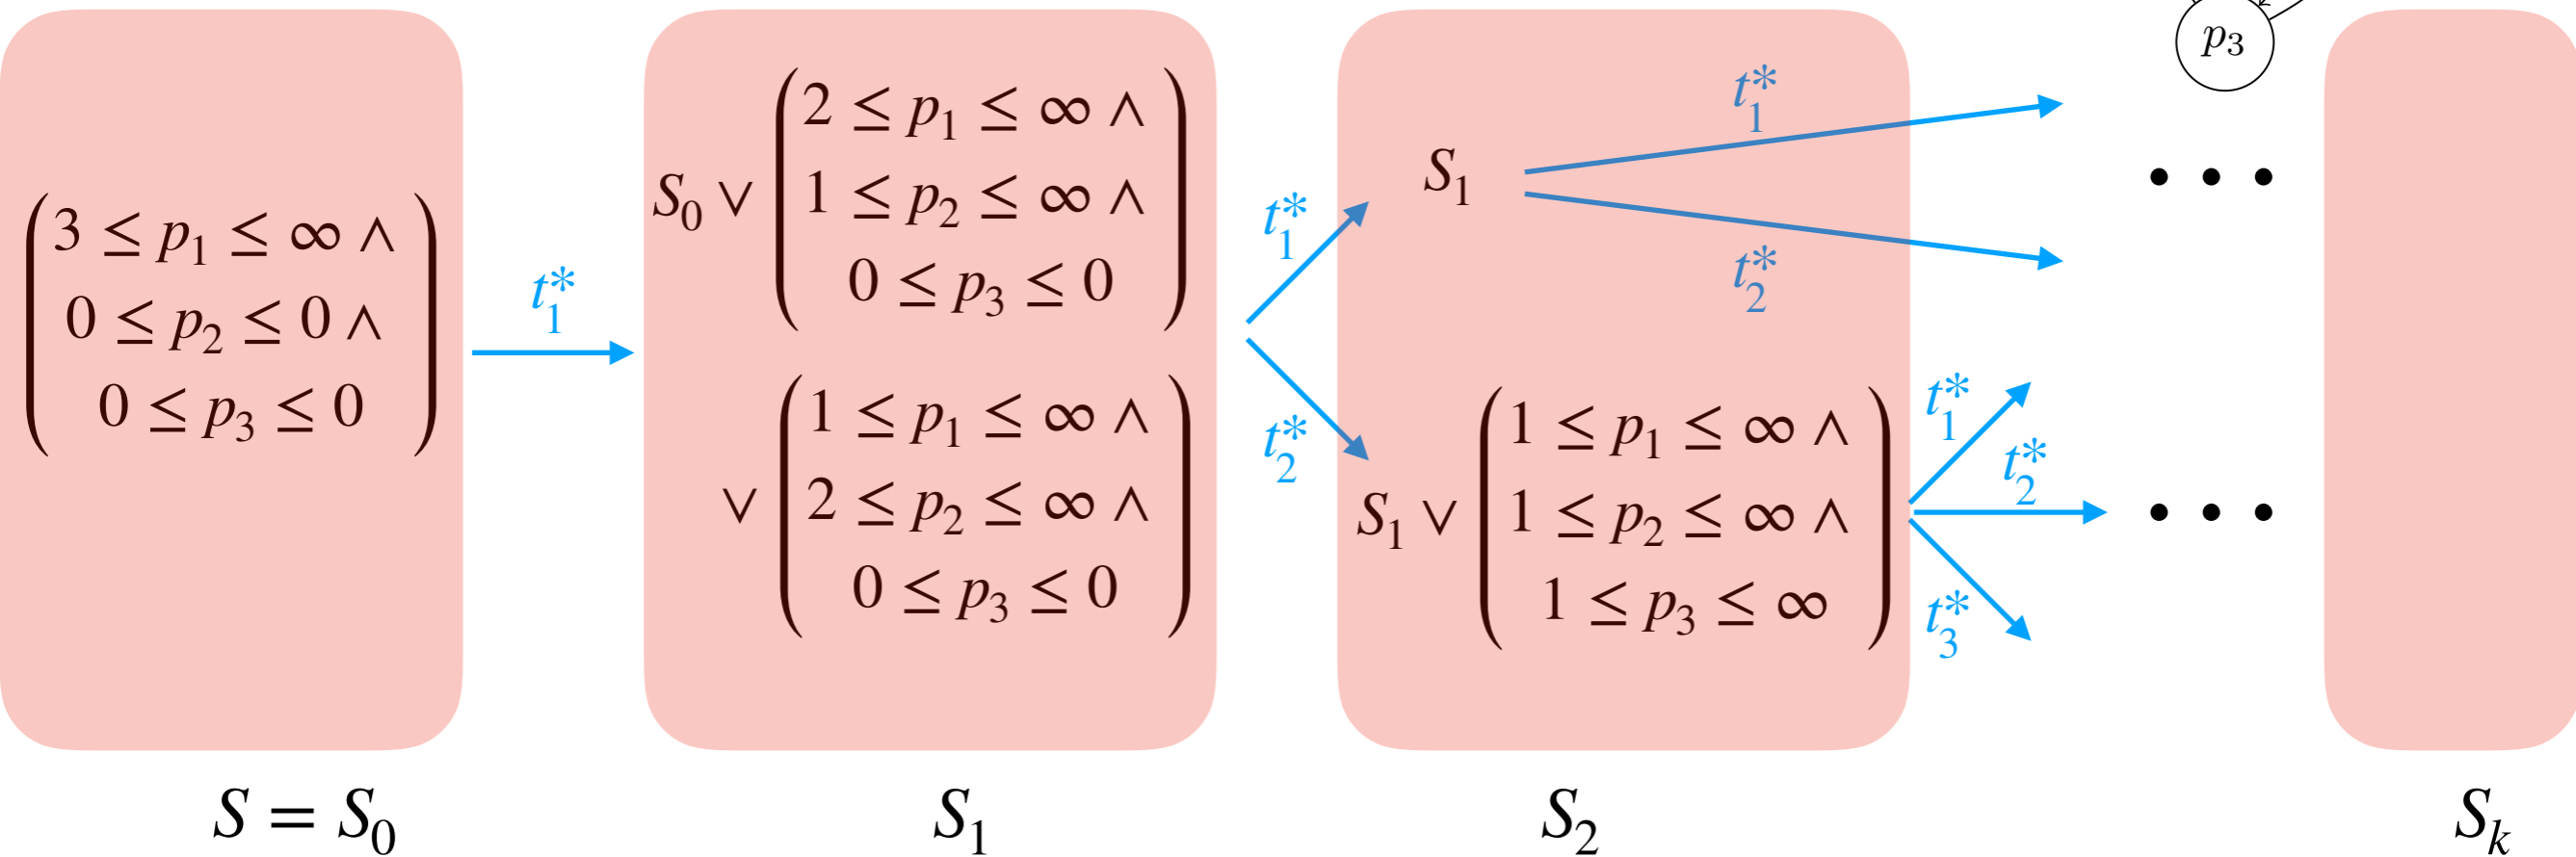 p₃
3 ≤ p₁ ≤ ∞ ∧
0 ≤ p₂ ≤ 0 ∧
0 ≤ p₃ ≤ 0
t₁*
S₀ ∨
2 ≤ p₁ ≤ ∞ ∧
1 ≤ p₂ ≤ ∞ ∧
0 ≤ p₃ ≤ 0
∨
1 ≤ p₁ ≤ ∞ ∧
2 ≤ p₂ ≤ ∞ ∧
0 ≤ p₃ ≤ 0
t₁*
t₂*
S₁
t₁*
t₂*
• • •
S₁ ∨
1 ≤ p₁ ≤ ∞ ∧
1 ≤ p₂ ≤ ∞ ∧
1 ≤ p₃ ≤ ∞
t₁*
t₂*
t₃*
• • •
S = S₀
S₁
S₂
Sₖ